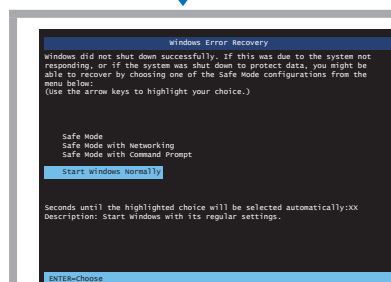 Windows Error Recovery
Windows did not shut down successfully. If this was due to the system not
responding, or if the system was shut down to protect data, you might be
able to recover by choosing one of the Safe Mode configurations from the
menu below:
(Use the arrow keys to highlight your choice.)
Safe Mode
Safe Mode with Networking
Safe Mode with Command Prompt
Start Windows Normally
Seconds until the highlighted choice will be selected automatically:XX
Description: Start Windows with its regular settings.
ENTER=Choose